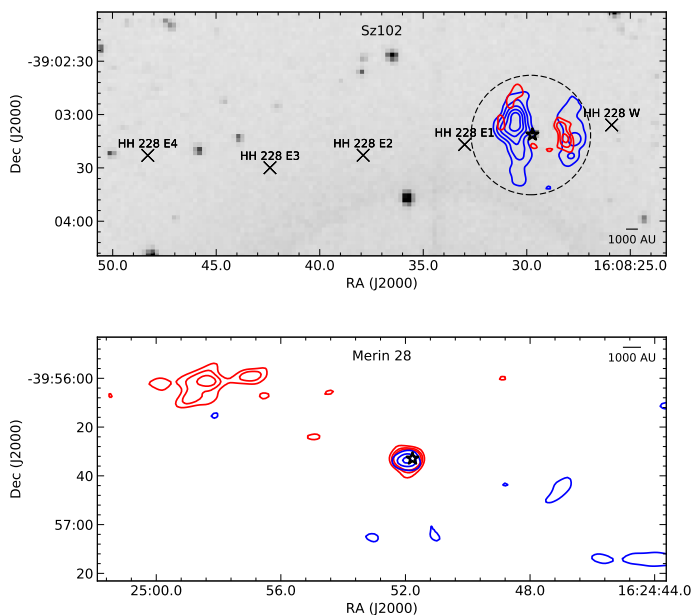 Sz102
-39:02:30
03:00
30
04:00
Dec (J2000)
HH 228 E4
HH 228 E3
HH 228 E2
HH 228 E1
HH 228 W
1000 AU
50.0 45.0 40.0 35.0 30.0 16:08:25.0
RA (J2000)
Merin 28
1000 AU
-39:56:00
20
40
57:00
20
Dec (J2000)
25:00.0 56.0 52.0 48.0 16:24:44.0
RA (J2000)